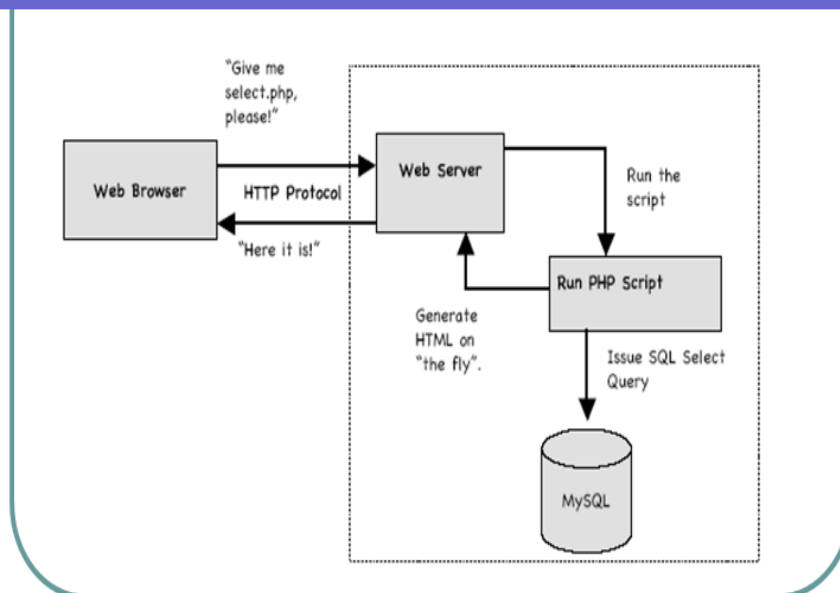 "Give me
select.php,
please!"
Web Browser
HTTP Protocol
"Here it is!"
Web Server
Run the
script
Run PHP Script
Generate
HTML on
"the fly".
Issue SQL Select
Query
MySQL